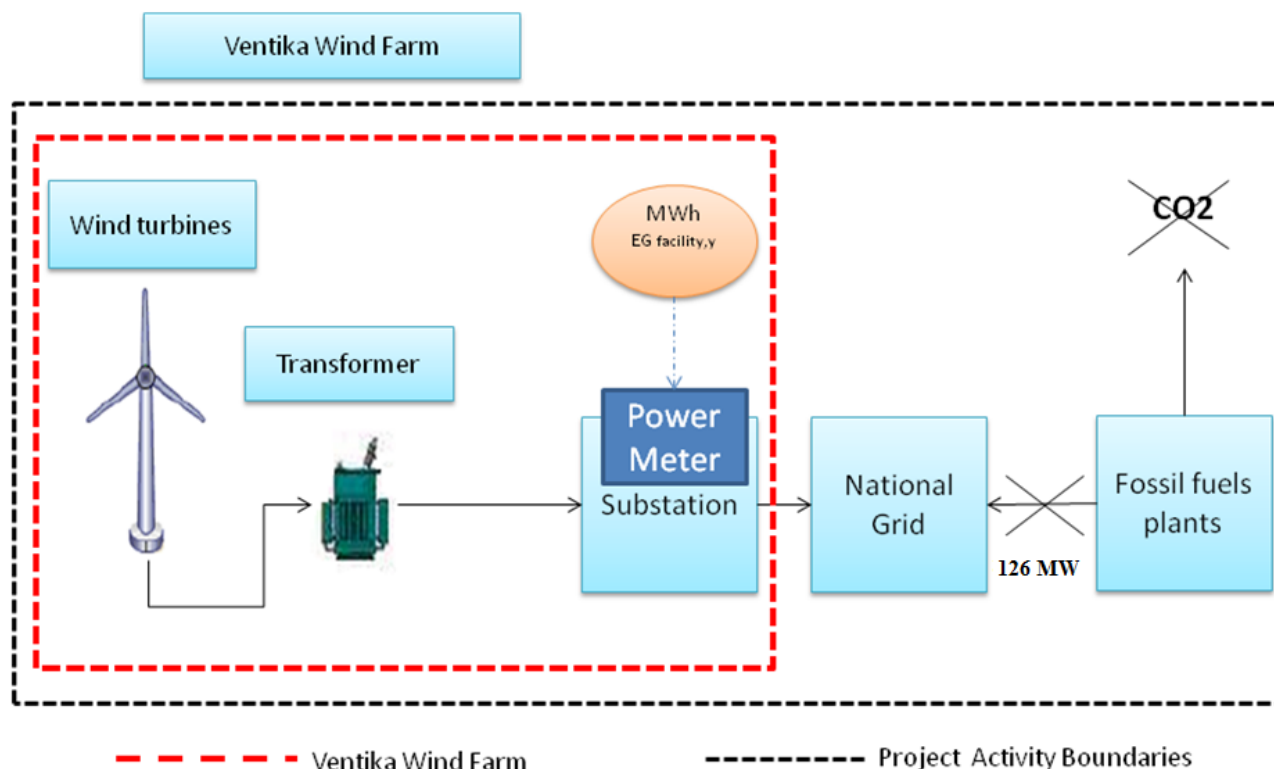 Ventika Wind Farm
Wind turbines
MWh
EG facility,y
CO2
Transformer
Power
Meter
Substation
National
Grid
126 MW
Fossil fuels
plants
Ventika Wind Farm
Project Activity Boundaries